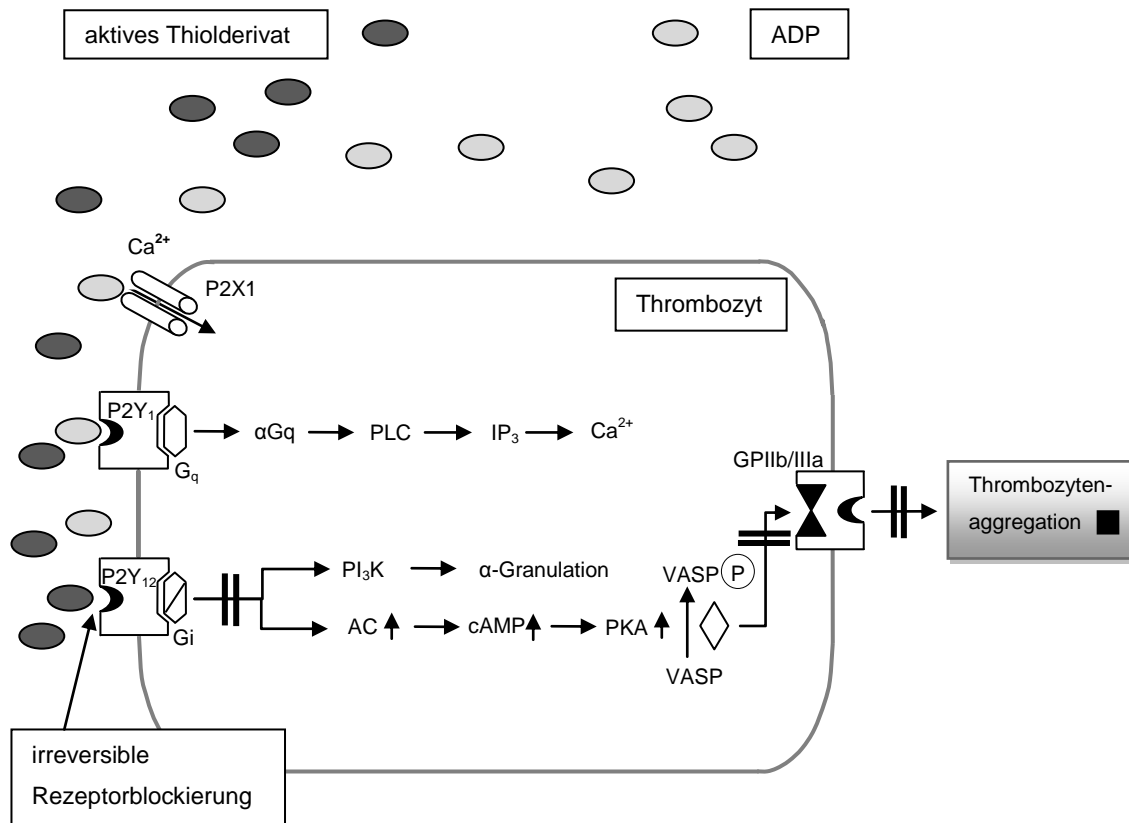 aktives Thiolderivat
ADP
Ca²⁺
P2X1
Thrombozyt
P2Y₁
Gq
αGq PLC IP₃ Ca²⁺
GPIIb/IIIa
Thrombozyten-
aggregation
P2Y₁₂
Gi
PI₃K α-Granulation
AC cAMP PKA
VASP P
VASP
irreversible
Rezeptorblockierung